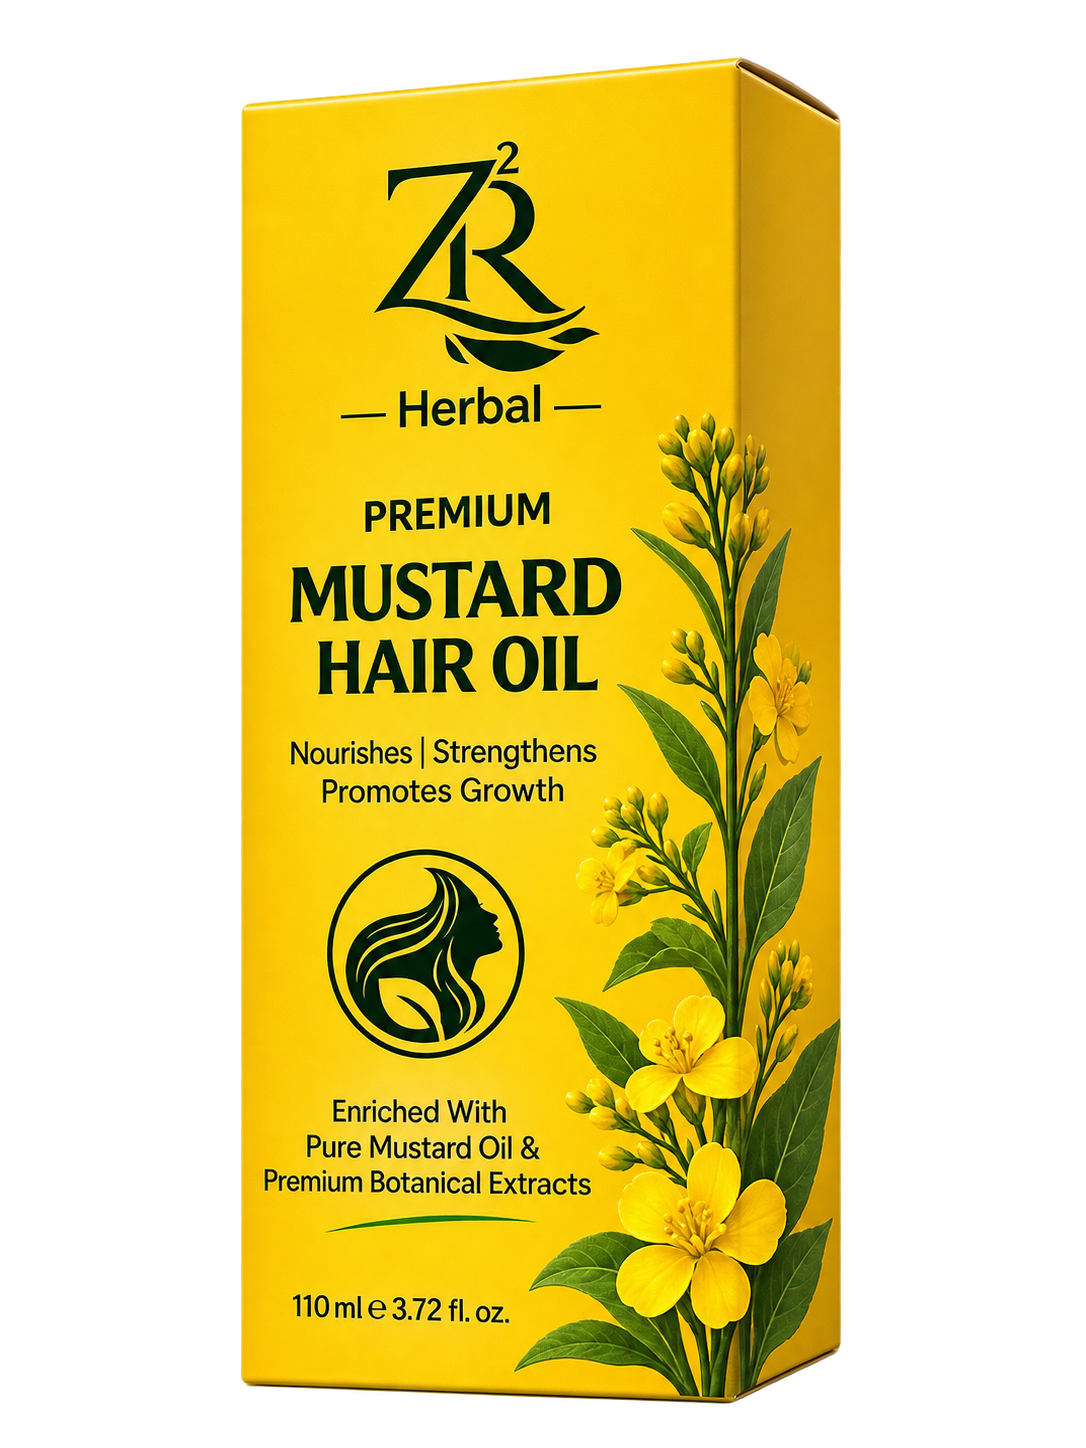 ZR²
Herbal
PREMIUM
MUSTARD
HAIR OIL
Nourishes | Strengthens
Promotes Growth
Enriched With
Pure Mustard Oil &
Premium Botanical Extracts
110 ml ℮ 3.72 fl. oz.